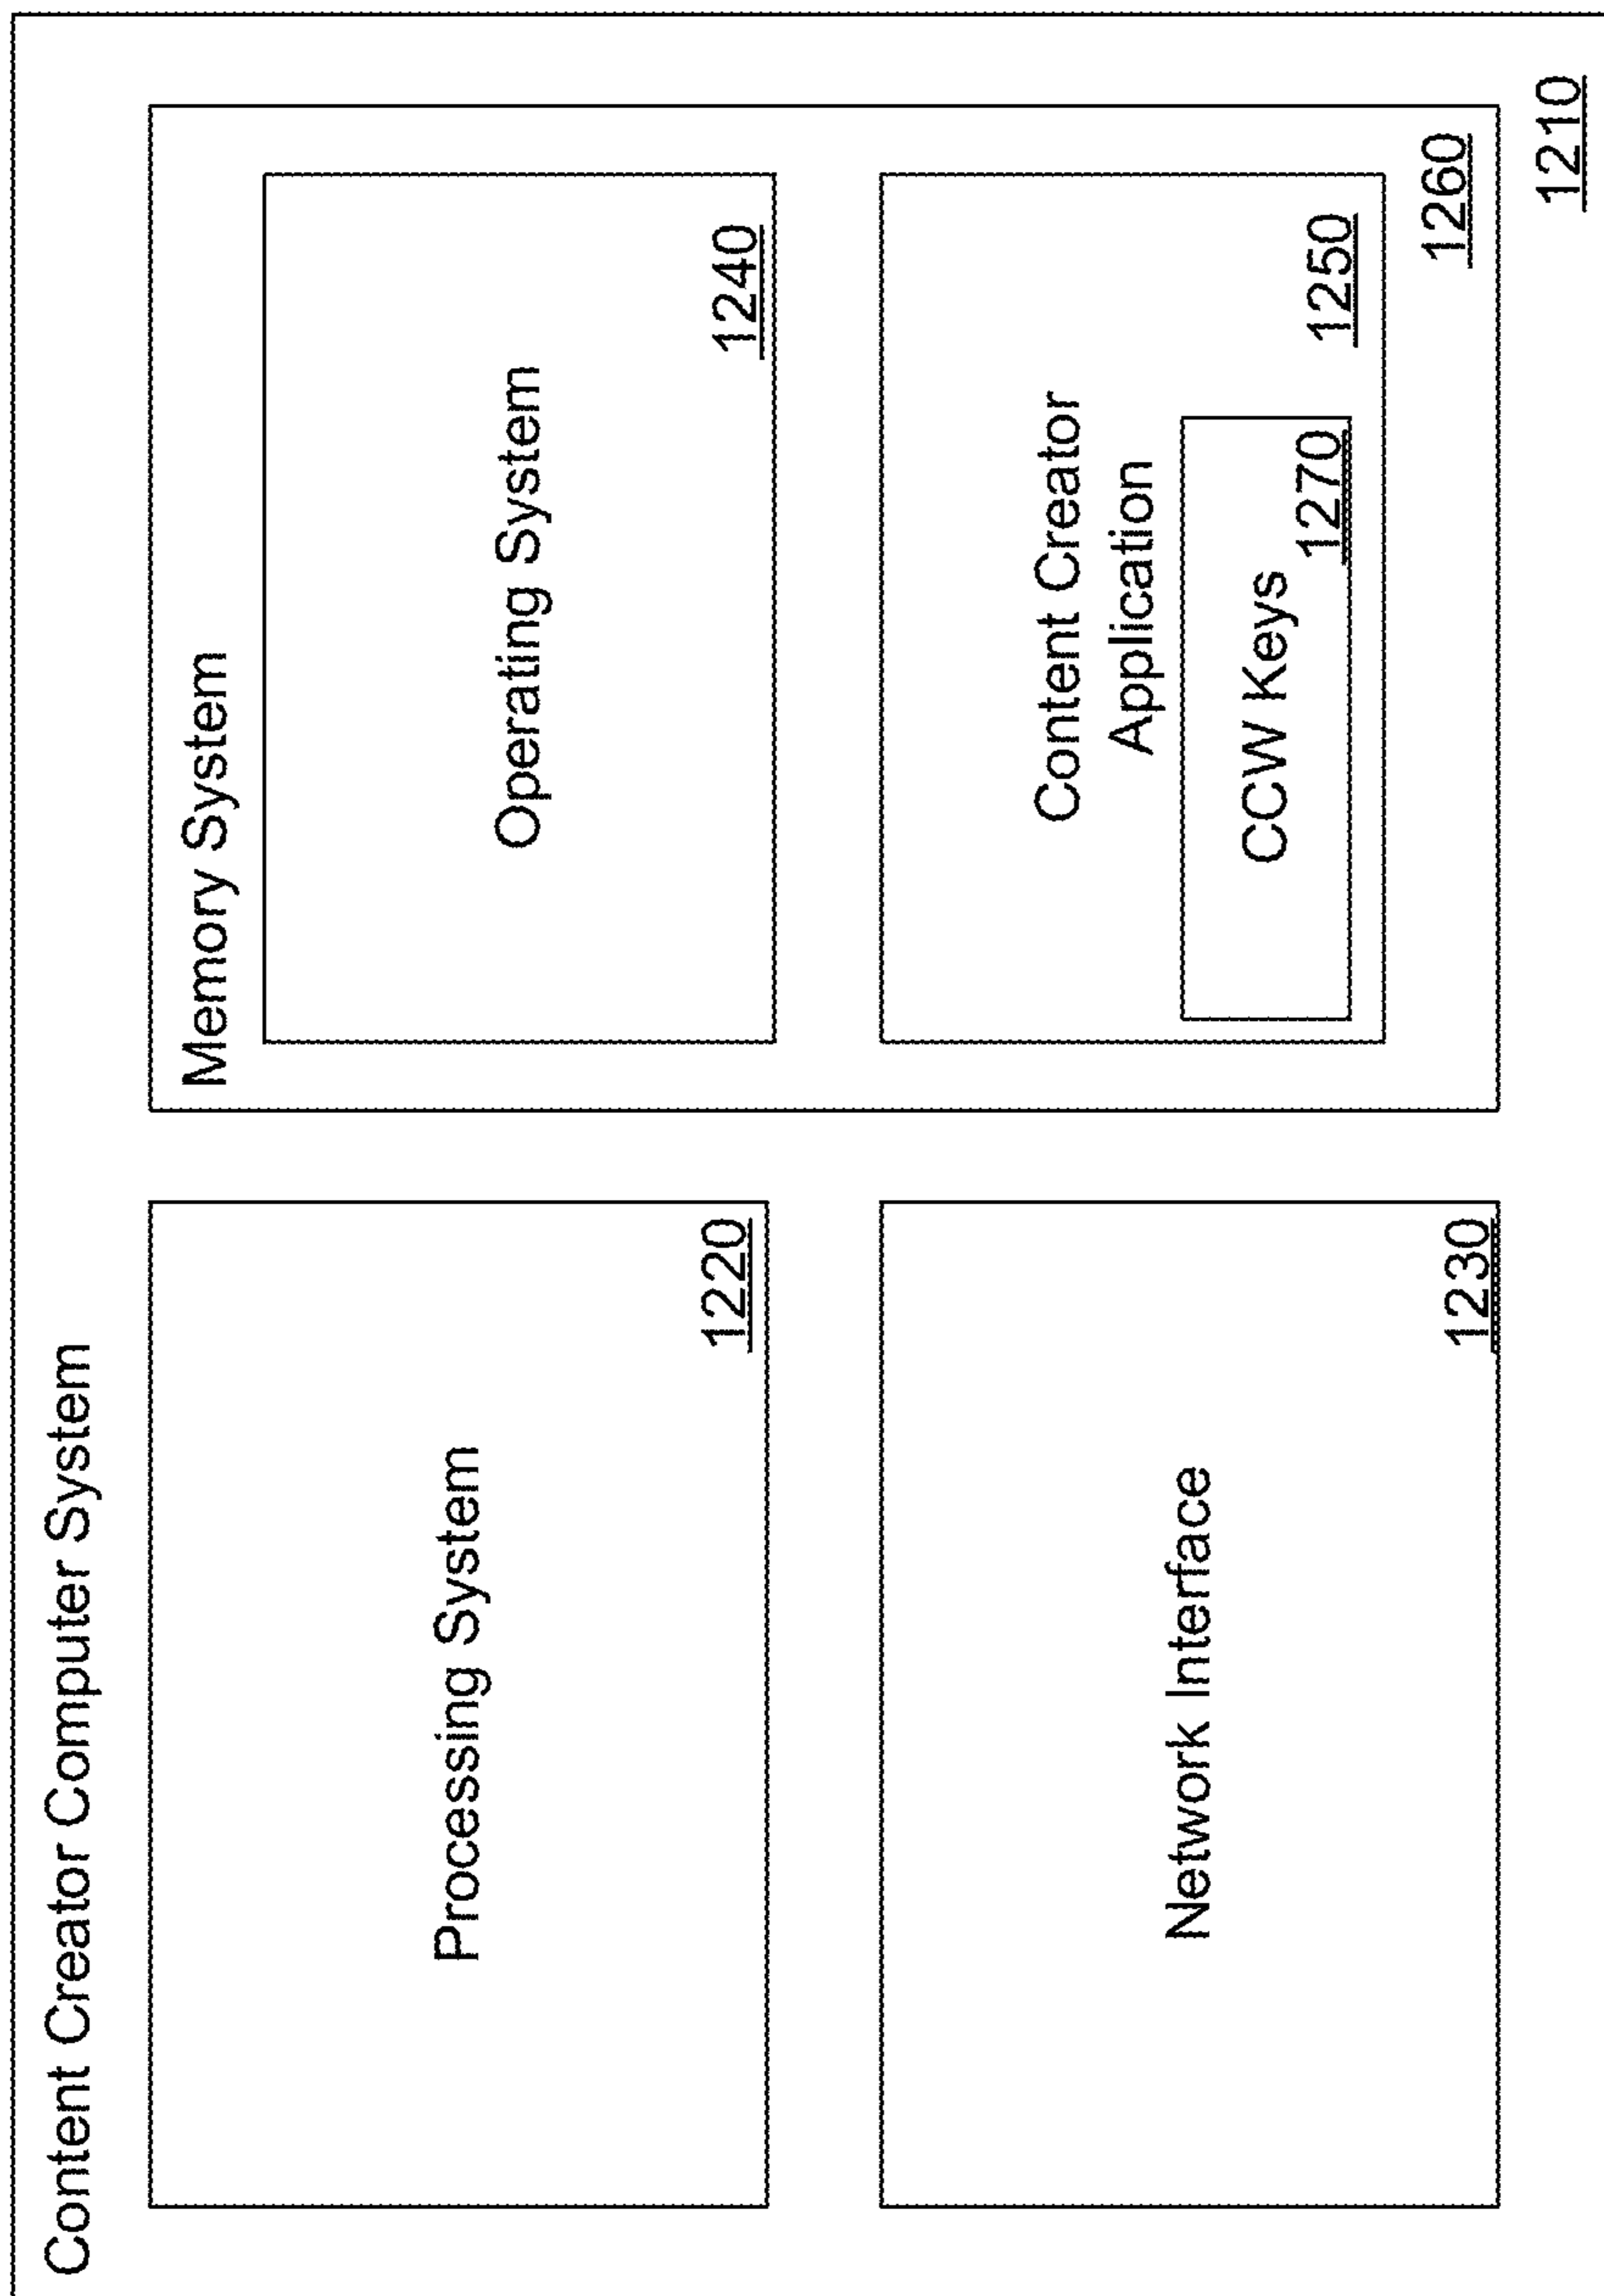 Content Creator Computer System
Processing System
1220
Network Interface
1230
Memory System
Operating System
1240
Content Creator
Application
CCW Keys
1270
1250
1260
1210